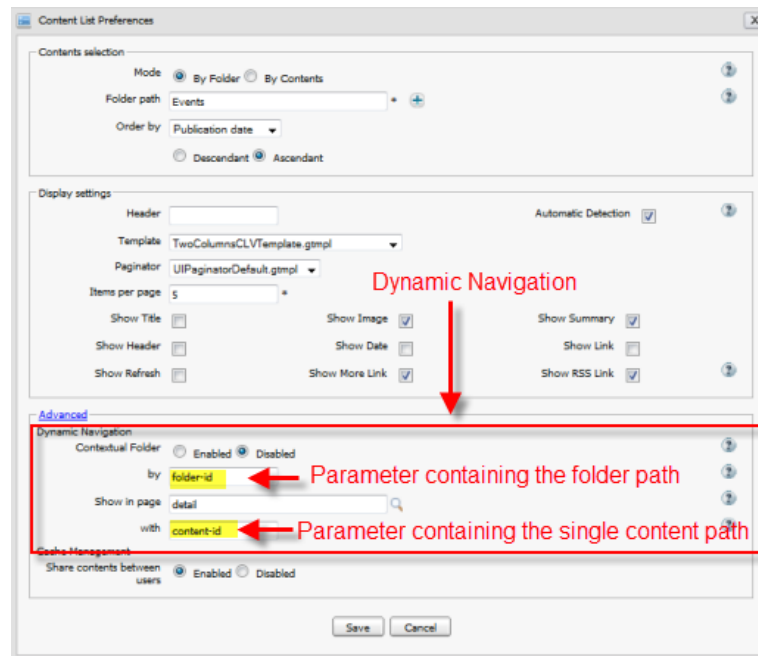 Content List Preferences
X
Contents selection
Mode By Folder By Contents
Folder path Events * +
Order by Publication date
Descendant Ascendant
Display settings
Header Automatic Detection
Template TwoColumnsCLVTemplate.gtmpl
Paginator UIPaginatorDefault.gtmpl
Items per page 5 *
Dynamic Navigation
Show Title Show Image Show Summary
Show Header Show Date Show Link
Show Refresh Show More Link Show RSS Link
Advanced
Dynamic Navigation
Contextual Folder Enabled Disabled
by folder-id Parameter containing the folder path
Show in page detail
with content-id Parameter containing the single content path
Cache Management
Share contents between users Enabled Disabled
Save Cancel